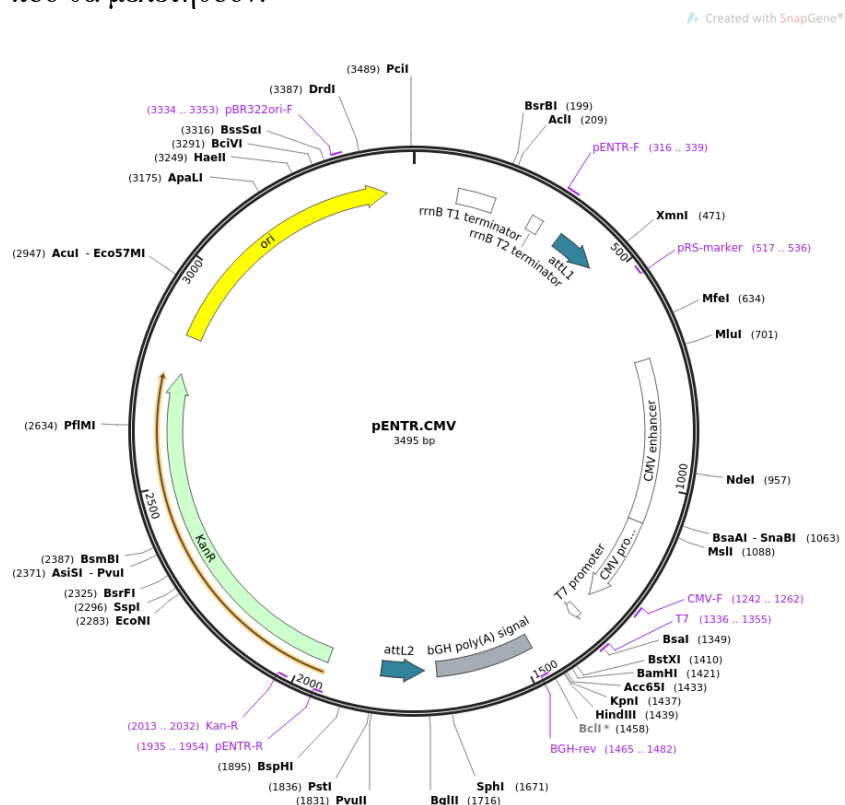 που θα μελετηθούν.
Created with SnapGene®
(3489) PciI
(3387) DrdI
(3334 .. 3353) pBR322ori-F
(3316) BssSαI
(3291) BciVI
(3249) HaeII
(3175) ApaLI
(2947) AcuI - Eco57MI
(2634) PflMI
(2387) BsmBI
(2371) AsiSI - PvuI
(2325) BsrFI
(2296) SspI
(2283) EcoNI
(2013 .. 2032) Kan-R
(1935 .. 1954) pENTR-R
(1895) BspHI
(1836) PstI
(1831) PvuII
BglII (1716)
SphI (1671)
BGH-rev (1465 .. 1482)
BclI* (1458)
HindIII (1439)
KpnI (1437)
Acc65I (1433)
BamHI (1421)
BstXI (1410)
BsaI (1349)
T7 (1336 .. 1355)
CMV-F (1242 .. 1262)
MslI (1088)
BsaAI - SnaBI (1063)
NdeI (957)
MluI (701)
MfeI (634)
pRS-marker (517 .. 536)
XmnI (471)
pENTR-F (316 .. 339)
AclI (209)
BsrBI (199)
rrnB T1 terminator
rrnB T2 terminator
attL1
CMV enhancer
CMV pro...
T7 promoter
bGH poly(A) signal
attL2
KanR
ori
500
1000
1500
2000
2500
3000
pENTR.CMV
3495 bp